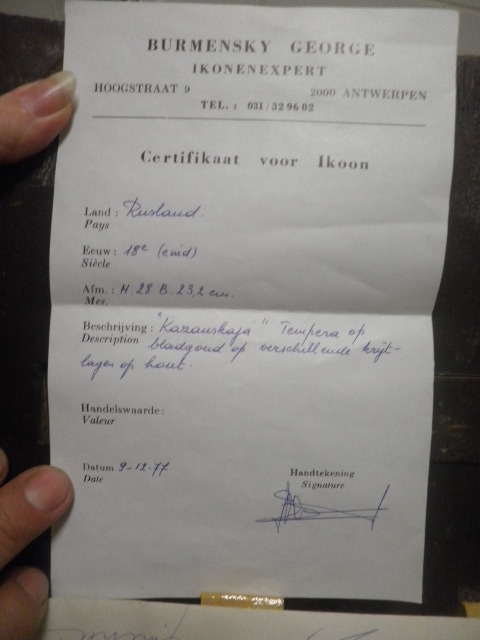 BURMENSKY GEORGE
IKONENEXPERT
HOOGSTRAAT 9 2000 ANTWERPEN
TEL. : 031/32 96 02
Certifikaat voor Ikoon
Land : Rusland.
Pays
Eeuw : 18e (eind)
Siècle
Afm. : H. 28 B. 23,2 cm.
Mes.
Beschrijving : "Kazanskaja" Tempera op
Description bladgoud op verschillende krijt-
lagen op hout.
Handelswaarde :
Valeur
Datum 9-12-77
Date
Handtekening
Signature